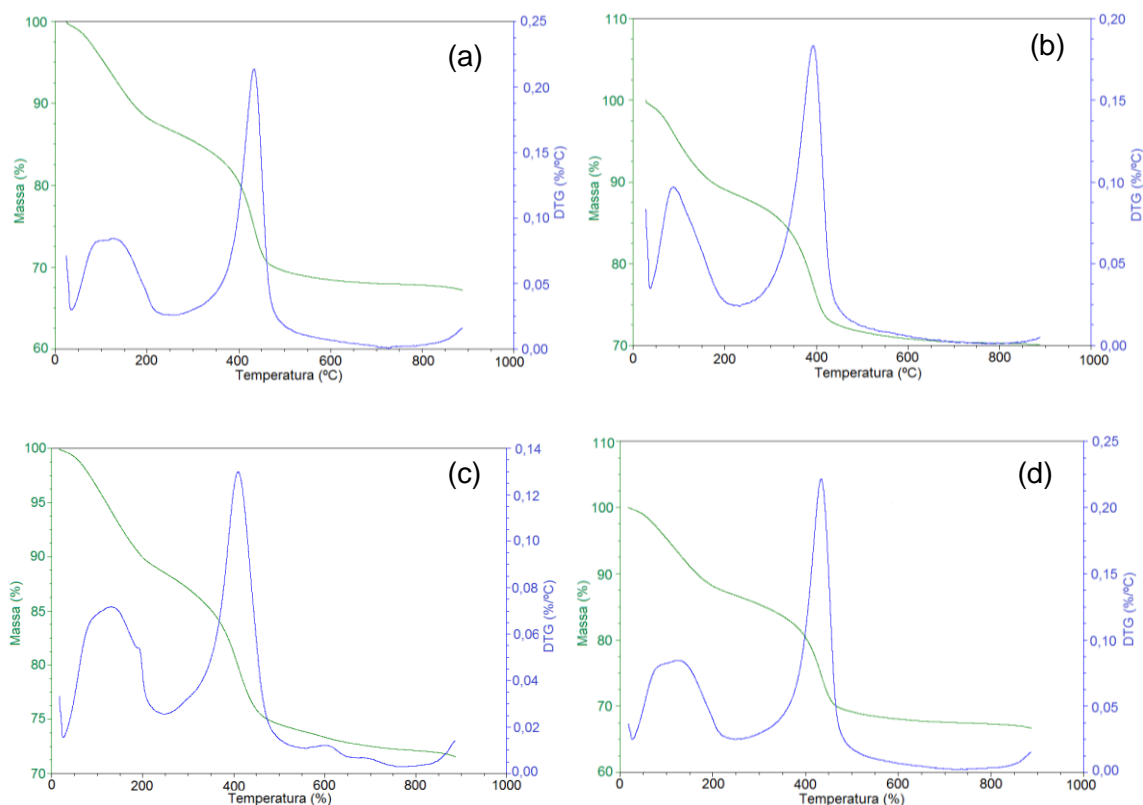 (a)
Massa (%)
100
90
80
70
60
0,25
0,20
0,15
0,10
0,05
0,00
DTG (%/ºC)
0 200 400 600 800 1000
Temperatura (ºC)
(b)
Massa (%)
110
100
90
80
70
0,20
0,15
0,10
0,05
0,00
DTG (%/ºC)
0 200 400 600 800 1000
Temperatura (ºC)
(c)
Massa (%)
100
95
90
85
80
75
70
0,14
0,12
0,10
0,08
0,06
0,04
0,02
0,00
DTG (%/ºC)
0 200 400 600 800 1000
Temperatura (%)
(d)
Massa (%)
110
100
90
80
70
60
0,25
0,20
0,15
0,10
0,05
0,00
DTG (%/ºC)
0 200 400 600 800 1000
Temperatura (%)